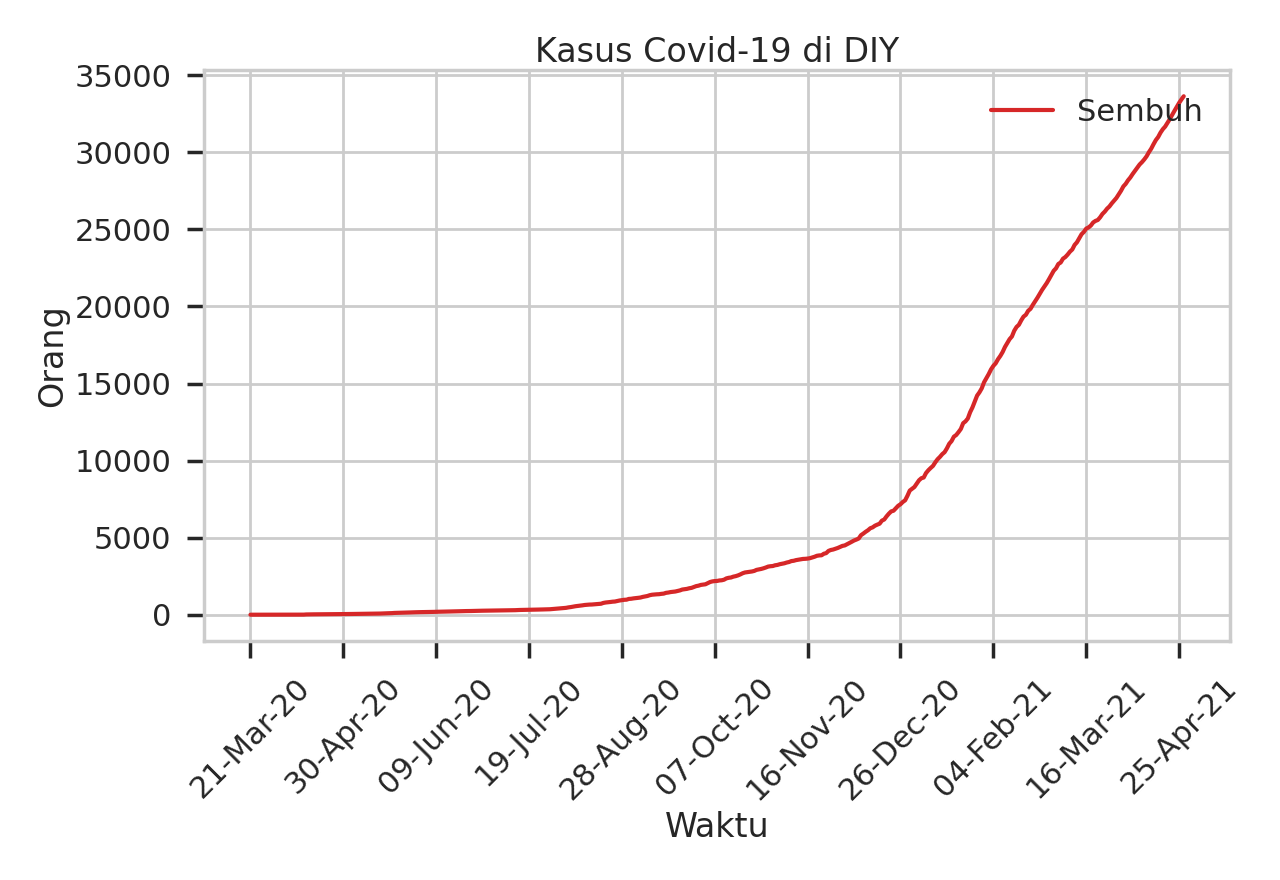 Kasus Covid-19 di DIY
Sembuh
35000
30000
25000
20000
15000
10000
5000
0
Orang
21-Mar-20
30-Apr-20
09-Jun-20
19-Jul-20
28-Aug-20
07-Oct-20
16-Nov-20
26-Dec-20
04-Feb-21
16-Mar-21
25-Apr-21
Waktu